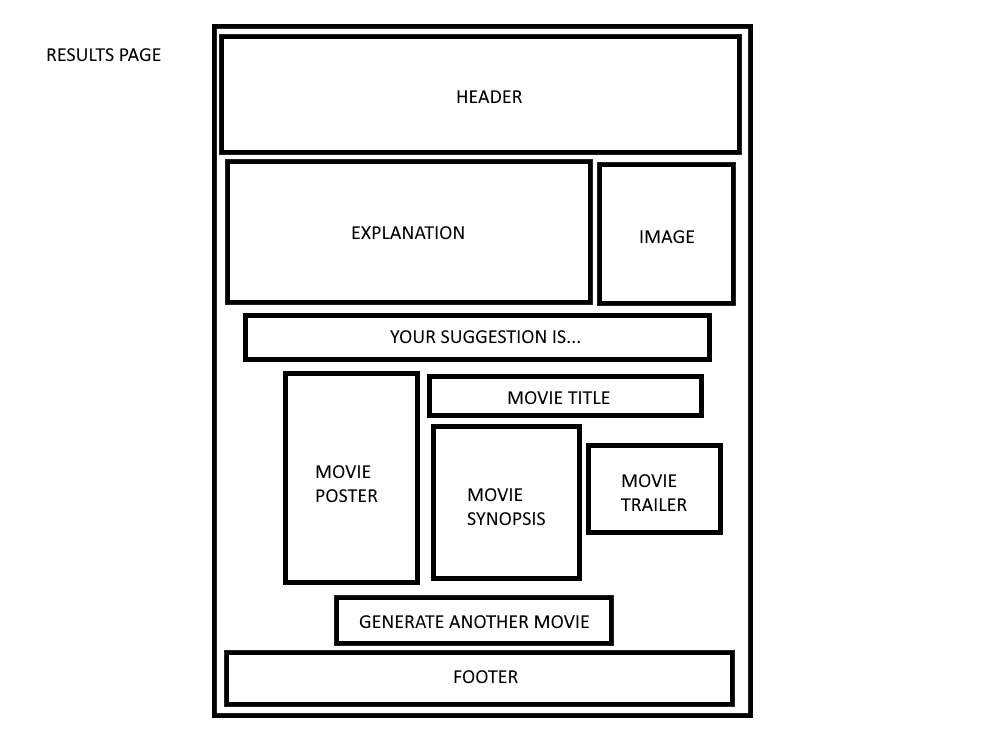 RESULTS PAGE
HEADER
EXPLANATION
IMAGE
YOUR SUGGESTION IS...
MOVIE TITLE
MOVIE
POSTER
MOVIE
SYNOPSIS
MOVIE
TRAILER
GENERATE ANOTHER MOVIE
FOOTER